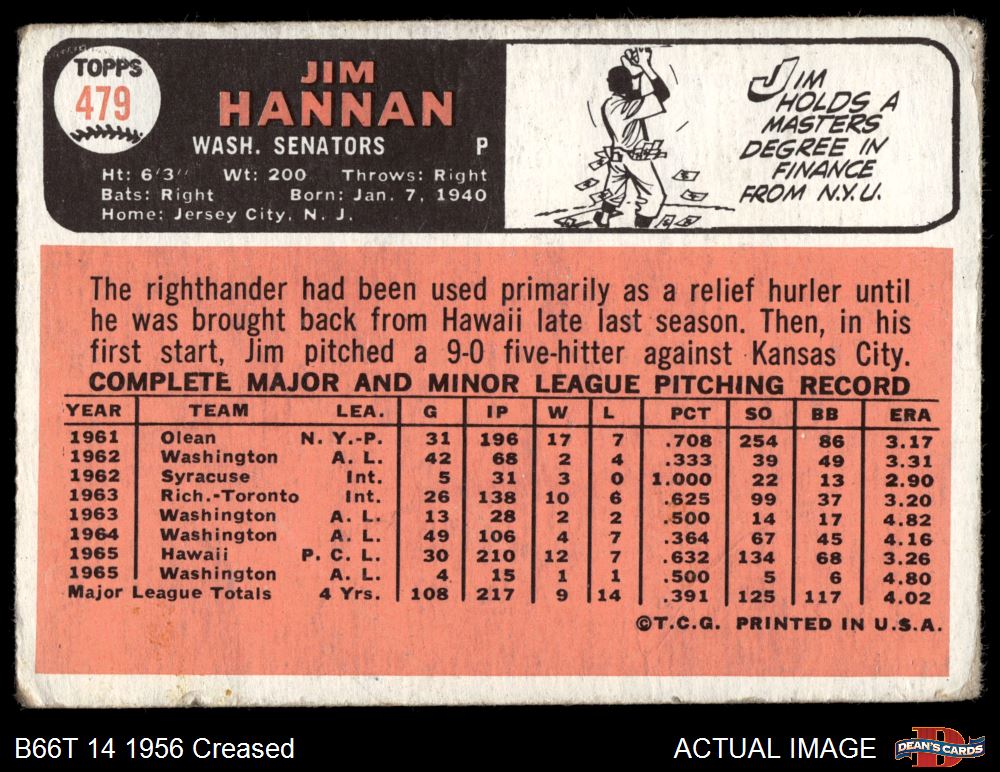 TOPPS
479
JIM
HANNAN
WASH. SENATORS P
Ht: 6'3" Wt: 200 Throws: Right
Bats: Right Born: Jan. 7, 1940
Home: Jersey City, N. J.
JIM
HOLDS A
MASTERS
DEGREE IN
FINANCE
FROM N.Y.U.
The righthander had been used primarily as a relief hurler until
he was brought back from Hawaii late last season. Then, in his
first start, Jim pitched a 9-0 five-hitter against Kansas City.
COMPLETE MAJOR AND MINOR LEAGUE PITCHING RECORD
YEAR TEAM LEA. G IP W L PCT SO BB ERA
1961 Olean N. Y.-P. 31 196 17 7 .708 254 86 3.17
1962 Washington A. L. 42 68 2 4 .333 39 49 3.31
1962 Syracuse Int. 5 31 3 0 1.000 22 13 2.90
1963 Rich.-Toronto Int. 26 138 10 6 .625 99 37 3.20
1963 Washington A. L. 13 28 2 2 .500 14 17 4.82
1964 Washington A. L. 49 106 4 7 .364 67 45 4.16
1965 Hawaii P. C. L. 30 210 12 7 .632 134 68 3.26
1965 Washington A. L. 4 15 1 1 .500 5 6 4.80
Major League Totals 4 Yrs. 108 217 9 14 .391 125 117 4.02
©T.C.G. PRINTED IN U.S.A.
B66T 14 1956 Creased
ACTUAL IMAGE
DEAN'S CARDS